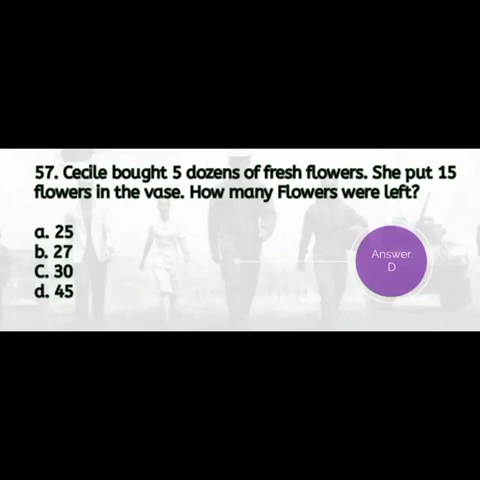 57. Cecile bought 5 dozens of fresh flowers. She put 15
flowers in the vase. How many Flowers were left?
a. 25
b. 27
C. 30
d. 45
Answer.
D